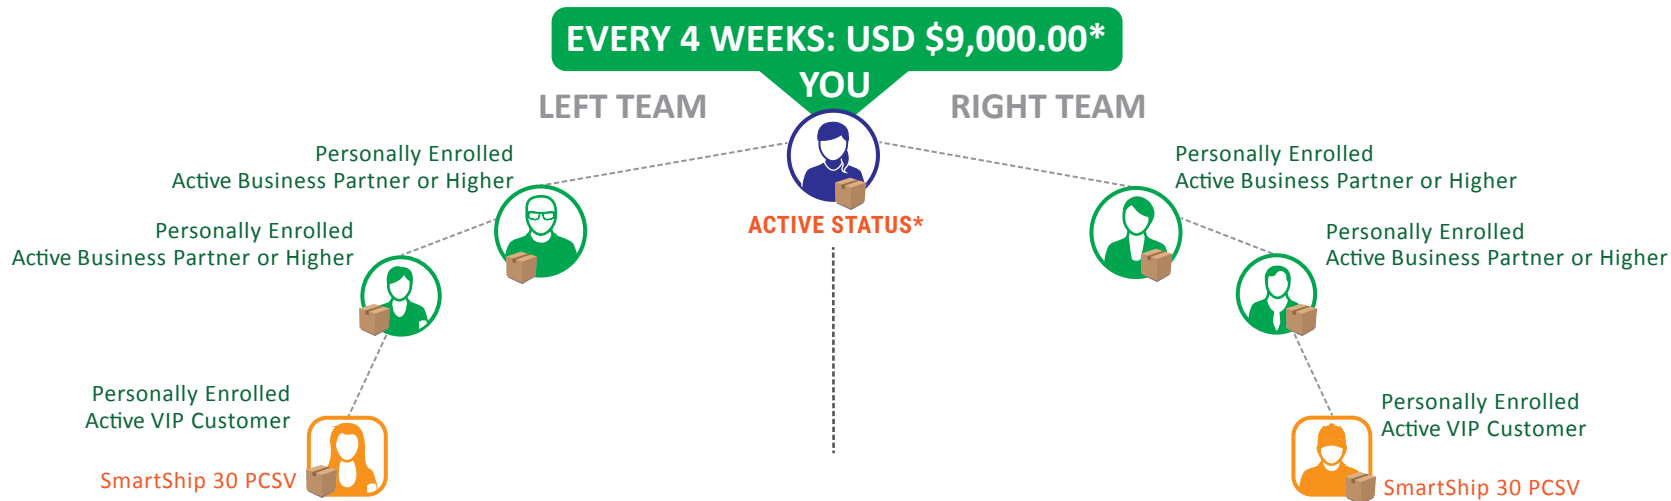 EVERY 4 WEEKS: USD $9,000.00*
YOU
LEFT TEAM
RIGHT TEAM
Personally Enrolled
Active Business Partner or Higher
Personally Enrolled
Active Business Partner or Higher
Personally Enrolled
Active Business Partner or Higher
Personally Enrolled
Active Business Partner or Higher
ACTIVE STATUS*
Personally Enrolled
Active VIP Customer
SmartShip 30 PCSV
Personally Enrolled
Active VIP Customer
SmartShip 30 PCSV